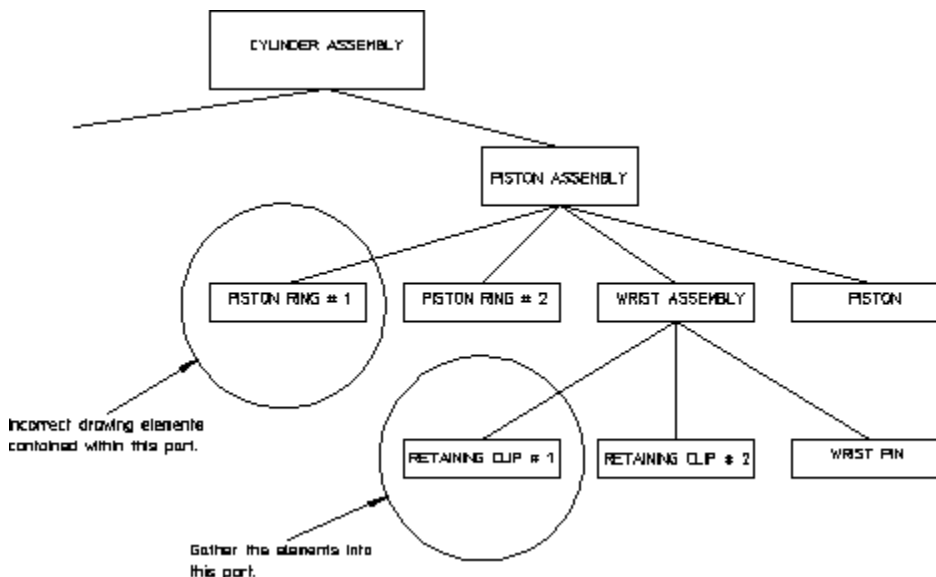 CYLINDER ASSEMBLY
PISTON ASSEMBLY
PISTON RING # 1
PISTON RING # 2
WRIST ASSEMBLY
PISTON
Incorrect drawing elements
contained within this part.
RETAINING CLIP # 1
RETAINING CLIP # 2
WRIST PIN
Gather the elements into
this part.